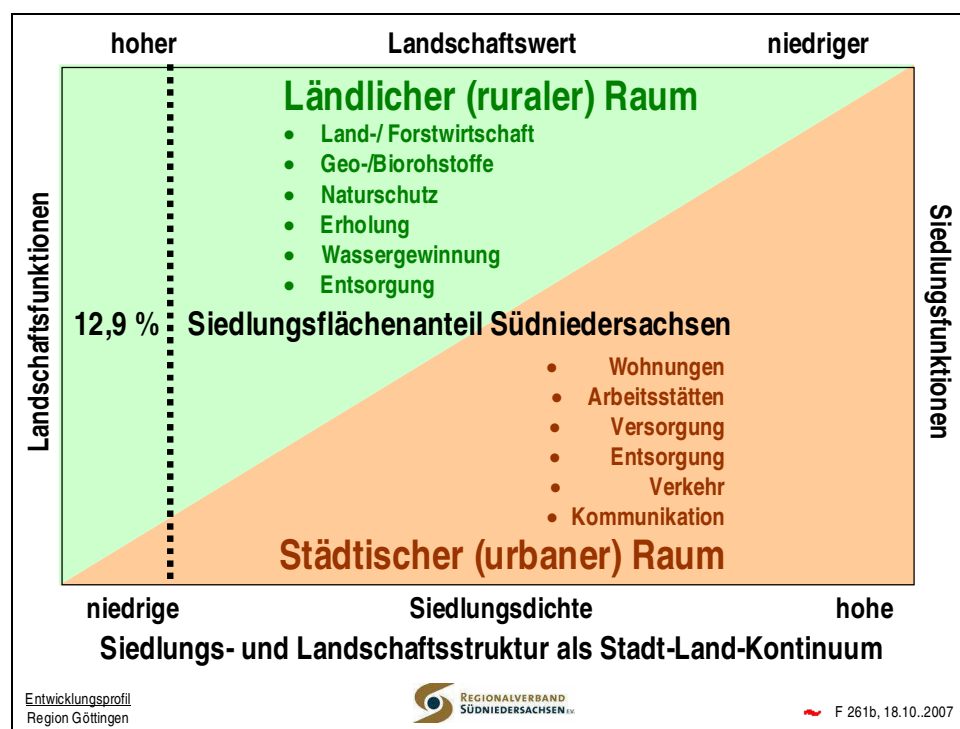 hoher Landschaftswert niedriger
Ländlicher (ruraler) Raum
• Land-/ Forstwirtschaft
• Geo-/Biorohstoffe
• Naturschutz
• Erholung
• Wassergewinnung
• Entsorgung
Landschaftsfunktionen
Siedlungsfunktionen
12,9 % Siedlungsflächenanteil Südniedersachsen
• Wohnungen
• Arbeitsstätten
• Versorgung
• Entsorgung
• Verkehr
• Kommunikation
Städtischer (urbaner) Raum
niedrige Siedlungsdichte hohe
Siedlungs- und Landschaftsstruktur als Stadt-Land-Kontinuum
Entwicklungsprofil
Region Göttingen
REGIONALVERBAND
SÜDNIEDERSACHSEN E.V.
F 261b, 18.10..2007